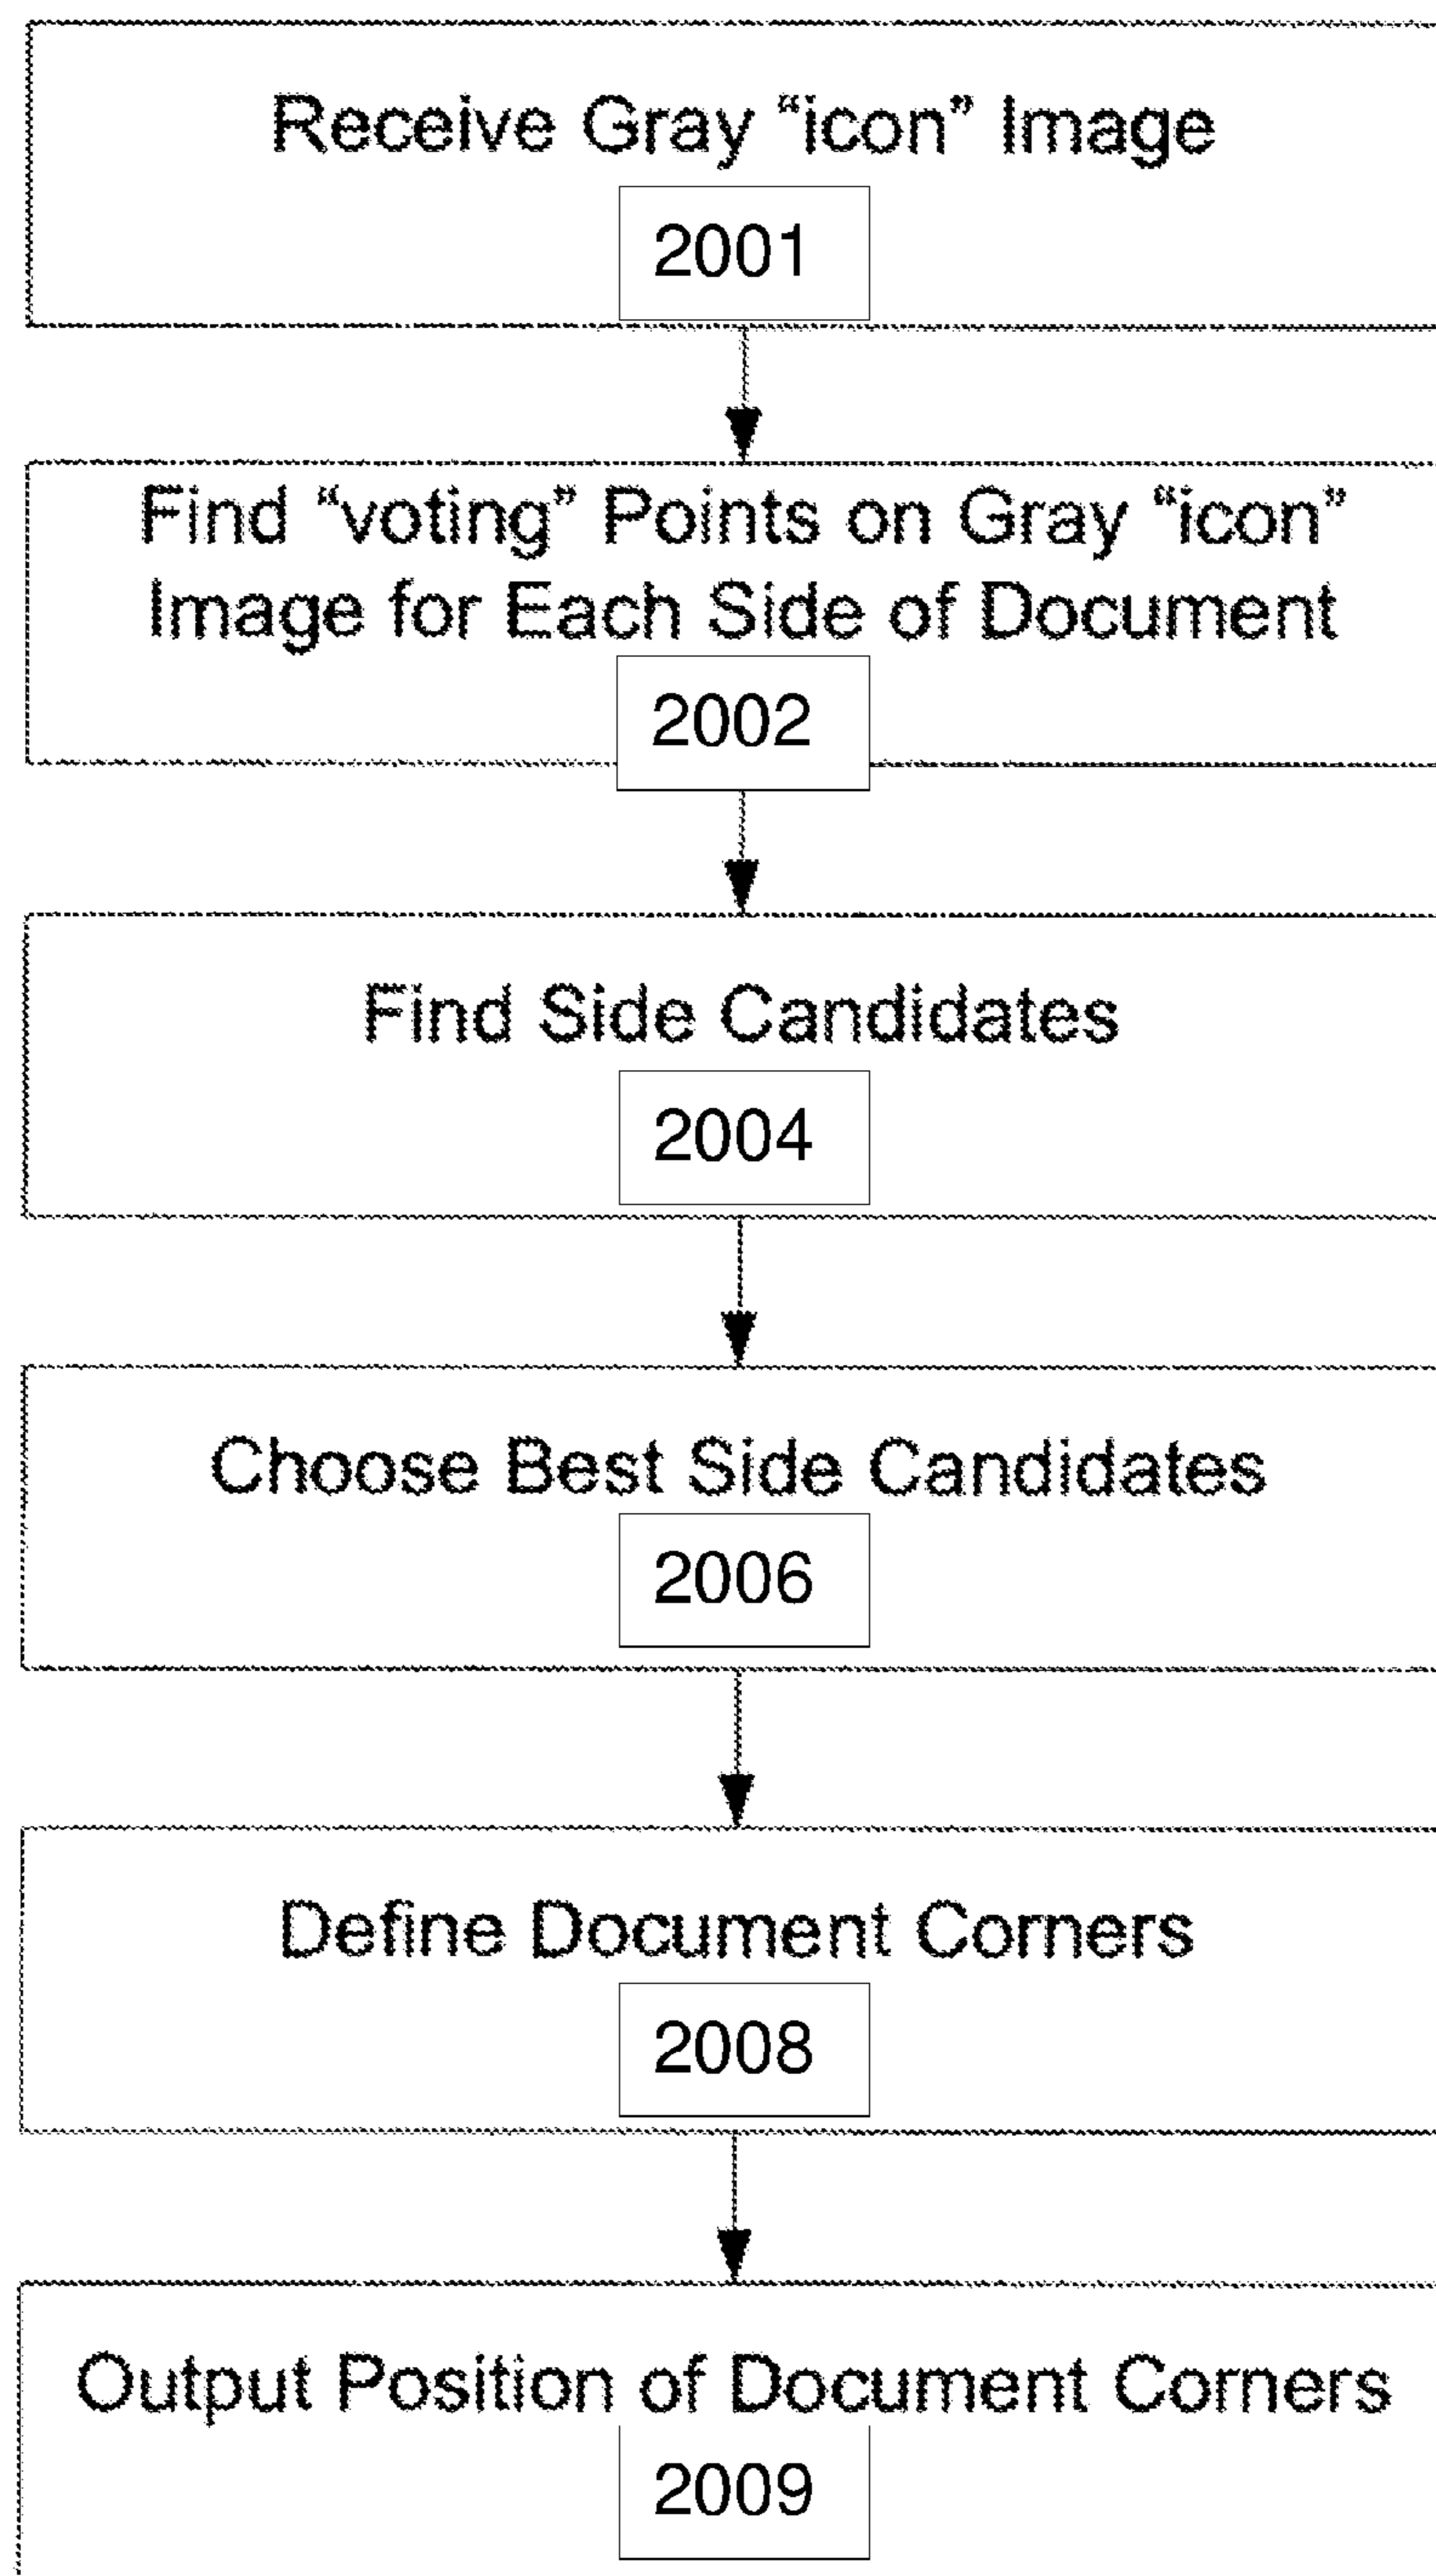 Receive Gray “icon” Image
2001
Find “voting” Points on Gray “icon”
Image for Each Side of Document
2002
Find Side Candidates
2004
Choose Best Side Candidates
2006
Define Document Corners
2008
Output Position of Document Corners
2009